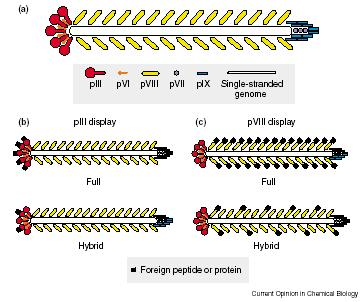 (a)
pIII pVI pVIII pVII pIX Single-stranded
genome
(b) (c)
pIII display pVIII display
Full Full
Hybrid Hybrid
Foreign peptide or protein
Current Opinion in Chemical Biology